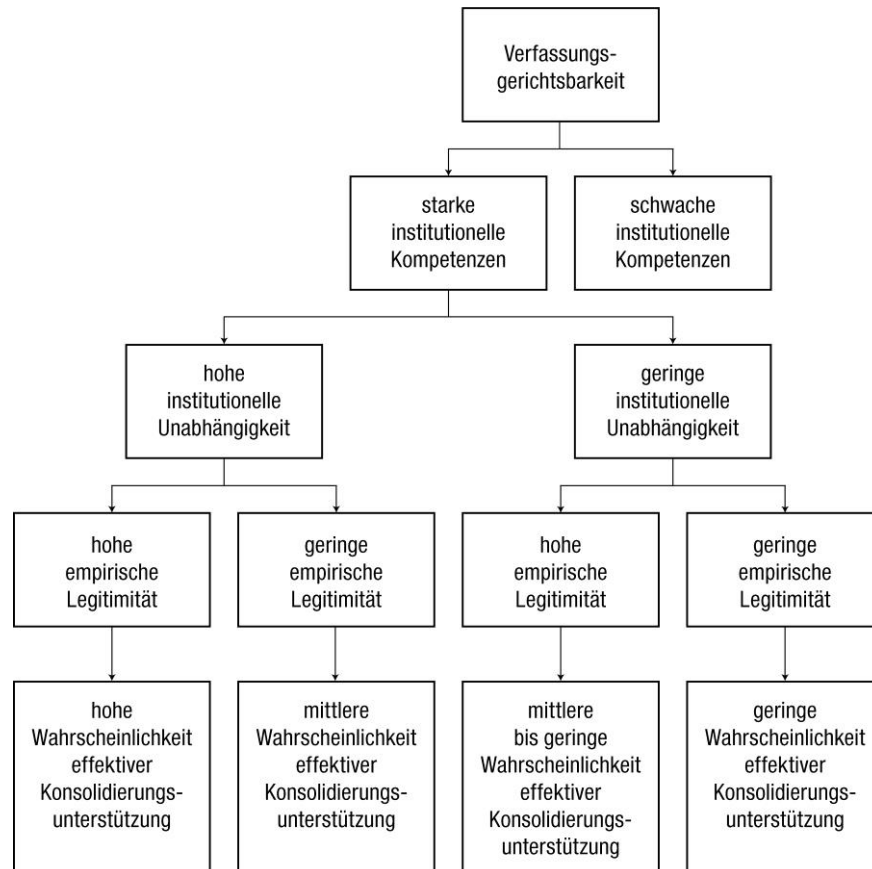 Verfassungs-
gerichtsbarkeit
starke
institutionelle
Kompetenzen
schwache
institutionelle
Kompetenzen
hohe
institutionelle
Unabhängigkeit
geringe
institutionelle
Unabhängigkeit
hohe
empirische
Legitimität
geringe
empirische
Legitimität
hohe
empirische
Legitimität
geringe
empirische
Legitimität
hohe
Wahrscheinlichkeit
effektiver
Konsolidierungs-
unterstützung
mittlere
Wahrscheinlichkeit
effektiver
Konsolidierungs-
unterstützung
mittlere
bis geringe
Wahrscheinlichkeit
effektiver
Konsolidierungs-
unterstützung
geringe
Wahrscheinlichkeit
effektiver
Konsolidierungs-
unterstützung